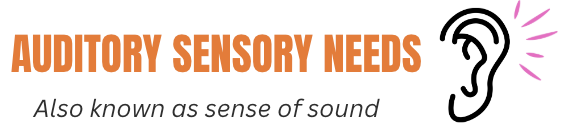 AUDITORY SENSORY NEEDS
Also known as sense of sound